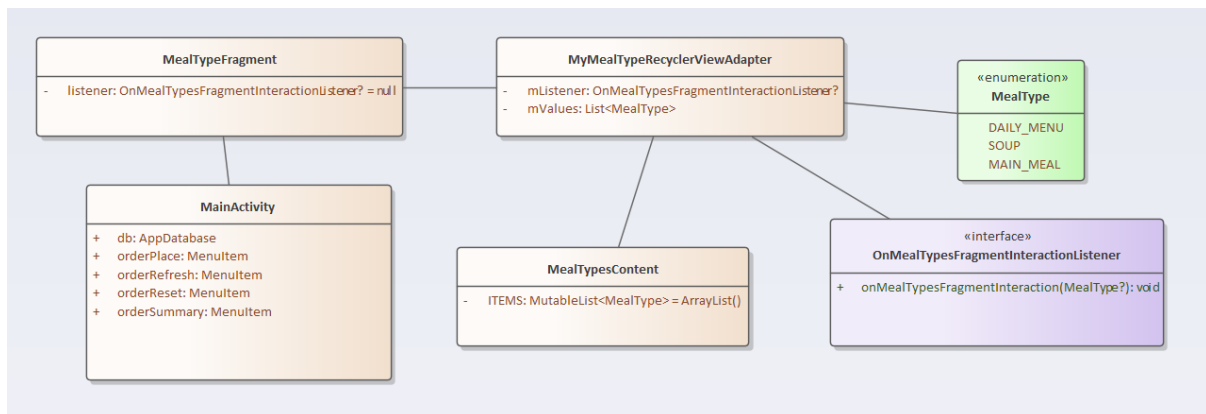 MealTypeFragment
- listener: OnMealTypesFragmentInteractionListener? = null
MyMealTypeRecyclerViewAdapter
- mListener: OnMealTypesFragmentInteractionListener?
- mValues: List<MealType>
«enumeration»
MealType
DAILY_MENU
SOUP
MAIN_MEAL
MainActivity
+ db: AppDatabase
+ orderPlace: MenuItem
+ orderRefresh: MenuItem
+ orderReset: MenuItem
+ orderSummary: MenuItem
MealTypesContent
- ITEMS: MutableList<MealType> = ArrayList()
«interface»
OnMealTypesFragmentInteractionListener
+ onMealTypesFragmentInteraction(MealType?): void